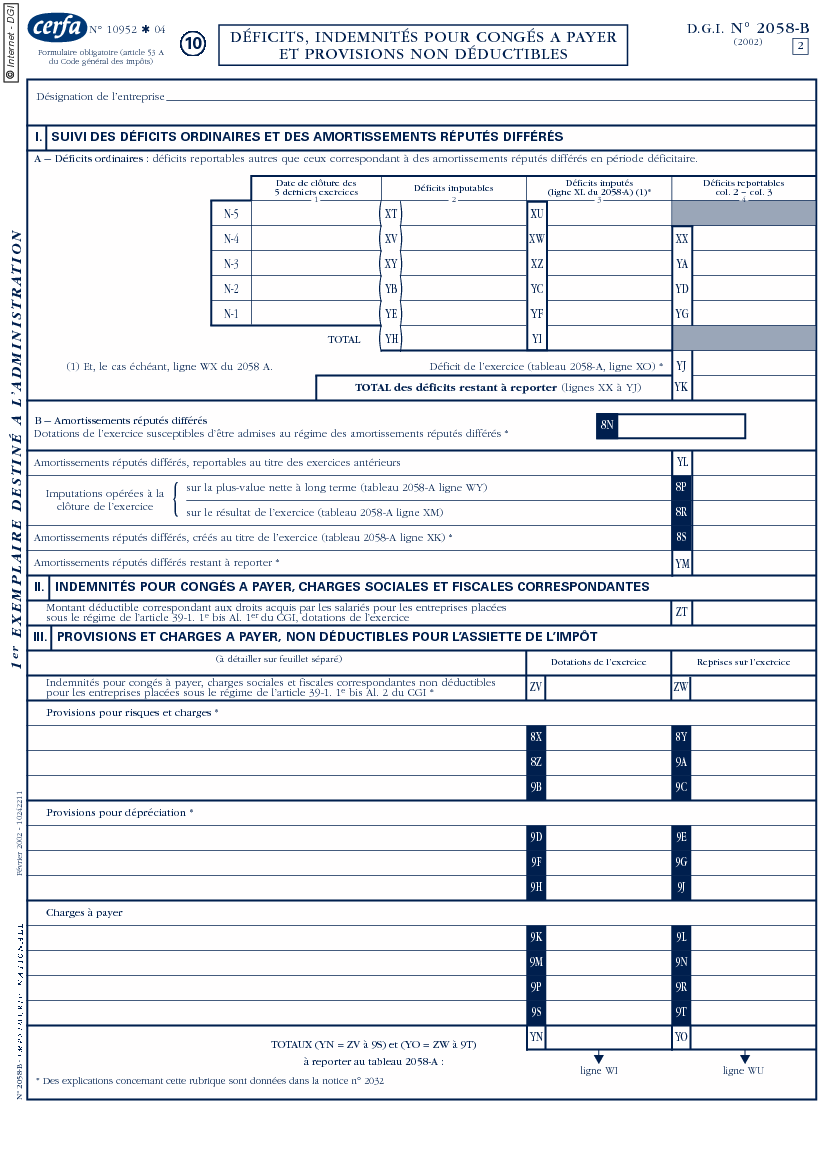 © Internet - DGI
cerfa
N° 10952 ✱ 04
Formulaire obligatoire (article 53 A
du Code général des impôts)
10
DÉFICITS, INDEMNITÉS POUR CONGÉS A PAYER
ET PROVISIONS NON DÉDUCTIBLES
D.G.I. N° 2058-B
(2002)
2
Désignation de l'entreprise
I. SUIVI DES DÉFICITS ORDINAIRES ET DES AMORTISSEMENTS RÉPUTÉS DIFFÉRÉS
A – Déficits ordinaires : déficits reportables autres que ceux correspondant à des amortissements réputés différés en période déficitaire.
Date de clôture des
5 derniers exercices
1
Déficits imputables
2
Déficits imputés
(ligne XL du 2058-A) (1)*
3
Déficits reportables
col. 2 – col. 3
4
N-5 XT XU
N-4 XV XW XX
N-3 XY XZ YA
N-2 YB YC YD
N-1 YE YF YG
TOTAL YH YI
(1) Et, le cas échéant, ligne WX du 2058 A. Déficit de l'exercice (tableau 2058-A, ligne XO) * YJ
TOTAL des déficits restant à reporter (lignes XX à YJ) YK
B – Amortissements réputés différés
Dotations de l'exercice susceptibles d'être admises au régime des amortissements réputés différés * 8N
Amortissements réputés différés, reportables au titre des exercices antérieurs YL
Imputations opérées à la
clôture de l'exercice
sur la plus-value nette à long terme (tableau 2058-A ligne WY) 8P
sur le résultat de l'exercice (tableau 2058-A ligne XM) 8R
Amortissements réputés différés, créés au titre de l'exercice (tableau 2058-A ligne XK) * 8S
Amortissements réputés différés restant à reporter * YM
II. INDEMNITÉS POUR CONGÉS A PAYER, CHARGES SOCIALES ET FISCALES CORRESPONDANTES
Montant déductible correspondant aux droits acquis par les salariés pour les entreprises placées
sous le régime de l'article 39-1. 1e bis Al. 1er du CGI, dotations de l'exercice ZT
III. PROVISIONS ET CHARGES A PAYER, NON DÉDUCTIBLES POUR L'ASSIETTE DE L'IMPÔT
(à détailler sur feuillet séparé) Dotations de l'exercice Reprises sur l'exercice
Indemnités pour congés à payer, charges sociales et fiscales correspondantes non déductibles
pour les entreprises placées sous le régime de l'article 39-1. 1e bis Al. 2 du CGI * ZV ZW
Provisions pour risques et charges *
8X 8Y
8Z 9A
9B 9C
Provisions pour dépréciation *
9D 9E
9F 9G
9H 9J
Charges à payer
9K 9L
9M 9N
9P 9R
9S 9T
TOTAUX (YN = ZV à 9S) et (YO = ZW à 9T) YN YO
à reporter au tableau 2058-A :
ligne WI ligne WU
* Des explications concernant cette rubrique sont données dans la notice n° 2032
1er EXEMPLAIRE DESTINÉ A L'ADMINISTRATION
Février 2002 - 10242211
N° 2058-B - IMPRIMERIE NATIONALE